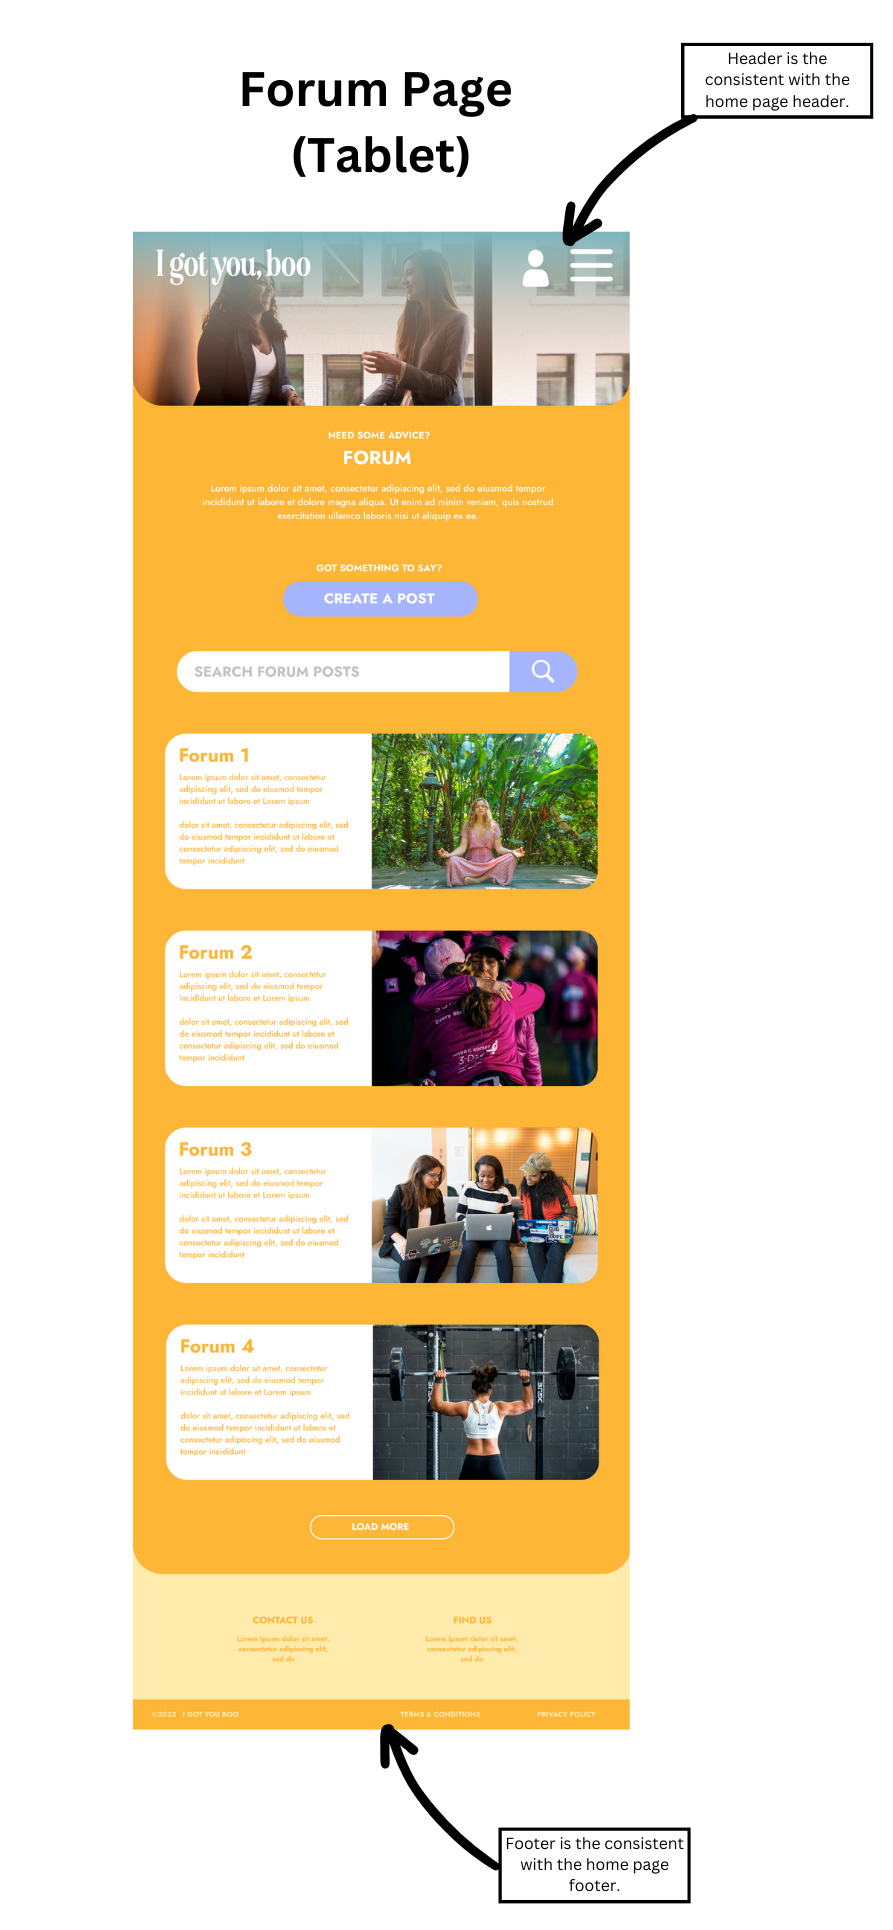 Forum Page
(Tablet)
Header is the
consistent with the
home page header.
I got you, boo
NEED SOME ADVICE?
FORUM
Lorem ipsum dolor sit amet, consectetur adipiscing elit, sed do eiusmod tempor
incididunt ut labore et dolore magna aliqua. Ut enim ad minim veniam, quis nostrud
exercitation ullamco laboris nisi ut aliquip ex ea.
GOT SOMETHING TO SAY?
CREATE A POST
SEARCH FORUM POSTS
Forum 1
Lorem ipsum dolor sit amet, consectetur
adipiscing elit, sed do eiusmod tempor
incididunt ut labore et Lorem ipsum
dolor sit amet, consectetur adipiscing elit, sed
do eiusmod tempor incididunt ut labore et
consectetur adipiscing elit, sed do eiusmod
tempor incididunt
Forum 2
Lorem ipsum dolor sit amet, consectetur
adipiscing elit, sed do eiusmod tempor
incididunt ut labore et Lorem ipsum
dolor sit amet, consectetur adipiscing elit, sed
do eiusmod tempor incididunt ut labore et
consectetur adipiscing elit, sed do eiusmod
tempor incididunt
3-Day
Forum 3
Lorem ipsum dolor sit amet, consectetur
adipiscing elit, sed do eiusmod tempor
incididunt ut labore et Lorem ipsum
dolor sit amet, consectetur adipiscing elit, sed
do eiusmod tempor incididunt ut labore et
consectetur adipiscing elit, sed do eiusmod
tempor incididunt
Forum 4
Lorem ipsum dolor sit amet, consectetur
adipiscing elit, sed do eiusmod tempor
incididunt ut labore et Lorem ipsum
dolor sit amet, consectetur adipiscing elit, sed
do eiusmod tempor incididunt ut labore et
consectetur adipiscing elit, sed do eiusmod
tempor incididunt
LOAD MORE
CONTACT US
Lorem ipsum dolor sit amet,
consectetur adipiscing elit,
sed do
FIND US
Lorem ipsum dolor sit amet,
consectetur adipiscing elit,
sed do
©2023 I GOT YOU BOO
TERMS & CONDITIONS
PRIVACY POLICY
Footer is the consistent
with the home page
footer.